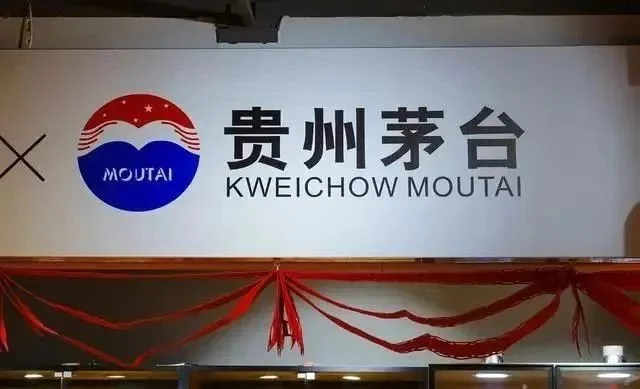 ×
MOUTAI
贵州茅台
KWEICHOW MOUTAI